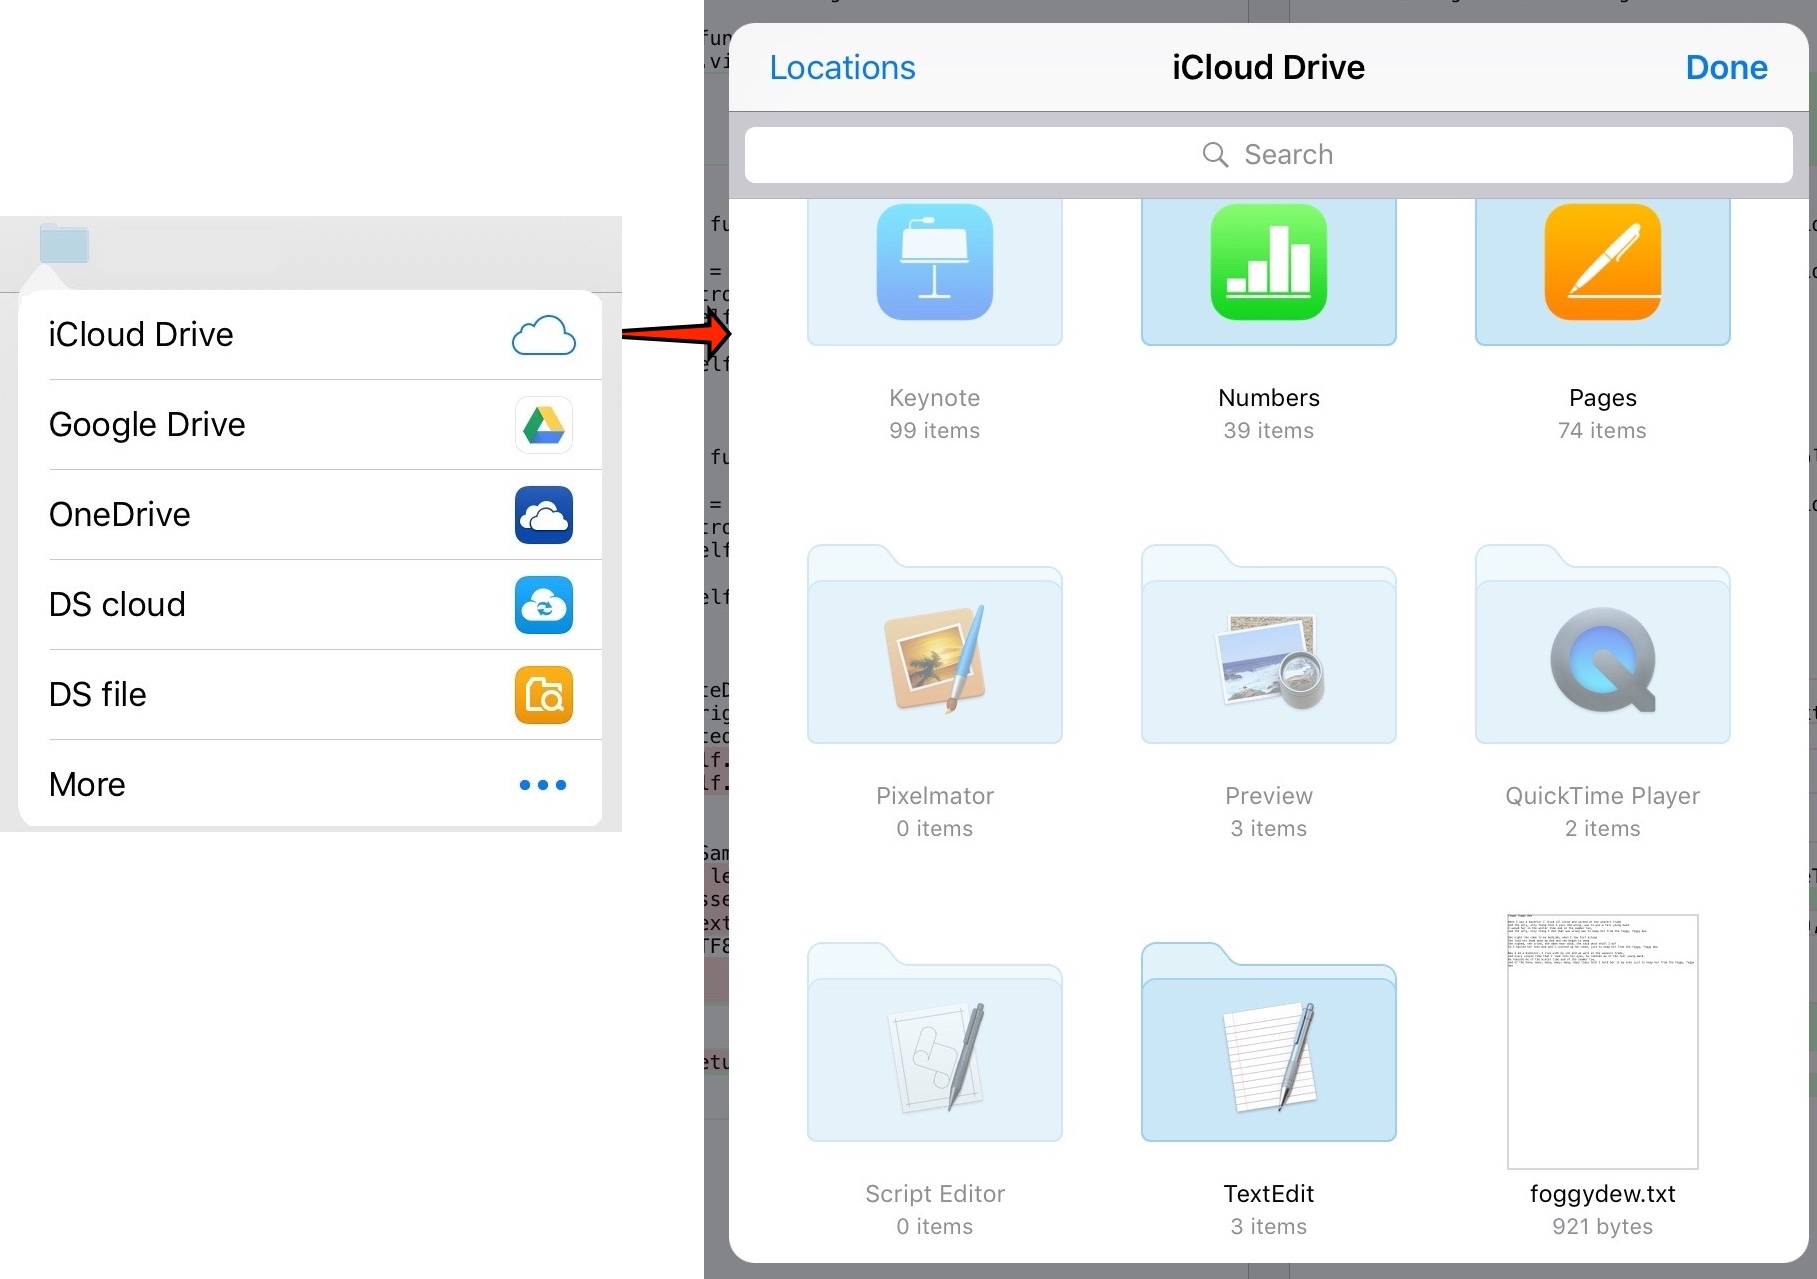 iCloud Drive
Google Drive
OneDrive
DS cloud
DS file
More
Locations
iCloud Drive
Done
Search
Keynote
99 items
Numbers
39 items
Pages
74 items
Pixelmator
0 items
Preview
3 items
QuickTime Player
2 items
Script Editor
0 items
TextEdit
3 items
foggydew.txt
921 bytes